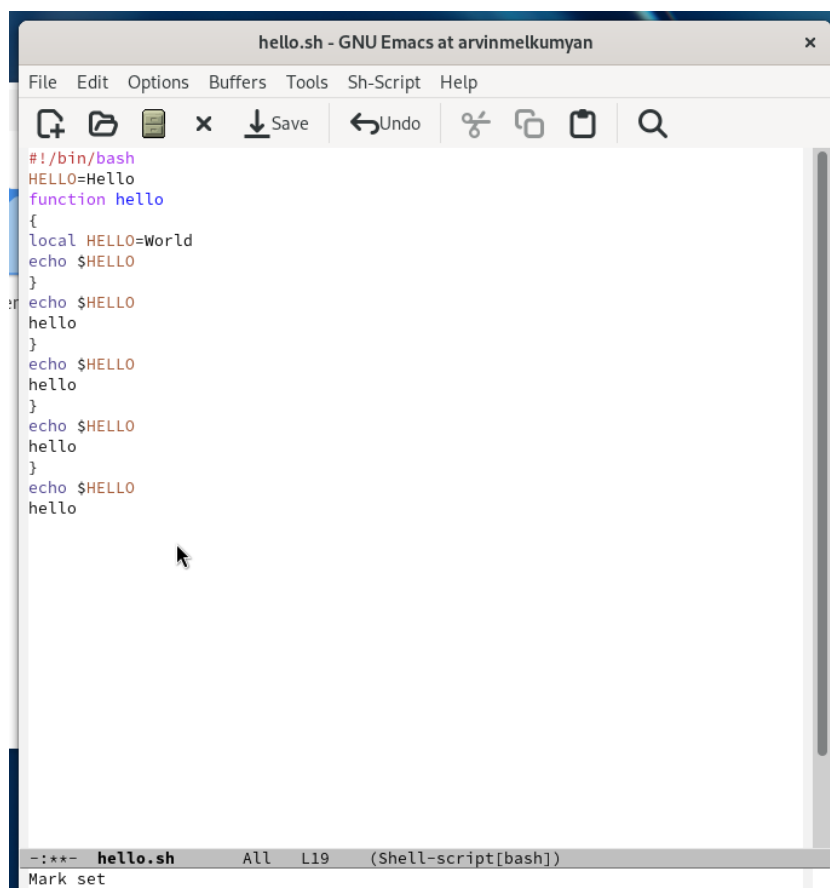 hello.sh - GNU Emacs at arvinmelkumyan
File Edit Options Buffers Tools Sh-Script Help
Save Undo
#!/bin/bash
HELLO=Hello
function hello
{
local HELLO=World
echo $HELLO
}
echo $HELLO
hello
}
echo $HELLO
hello
}
echo $HELLO
hello
}
echo $HELLO
hello
-:**- hello.sh All L19 (Shell-script[bash])
Mark set